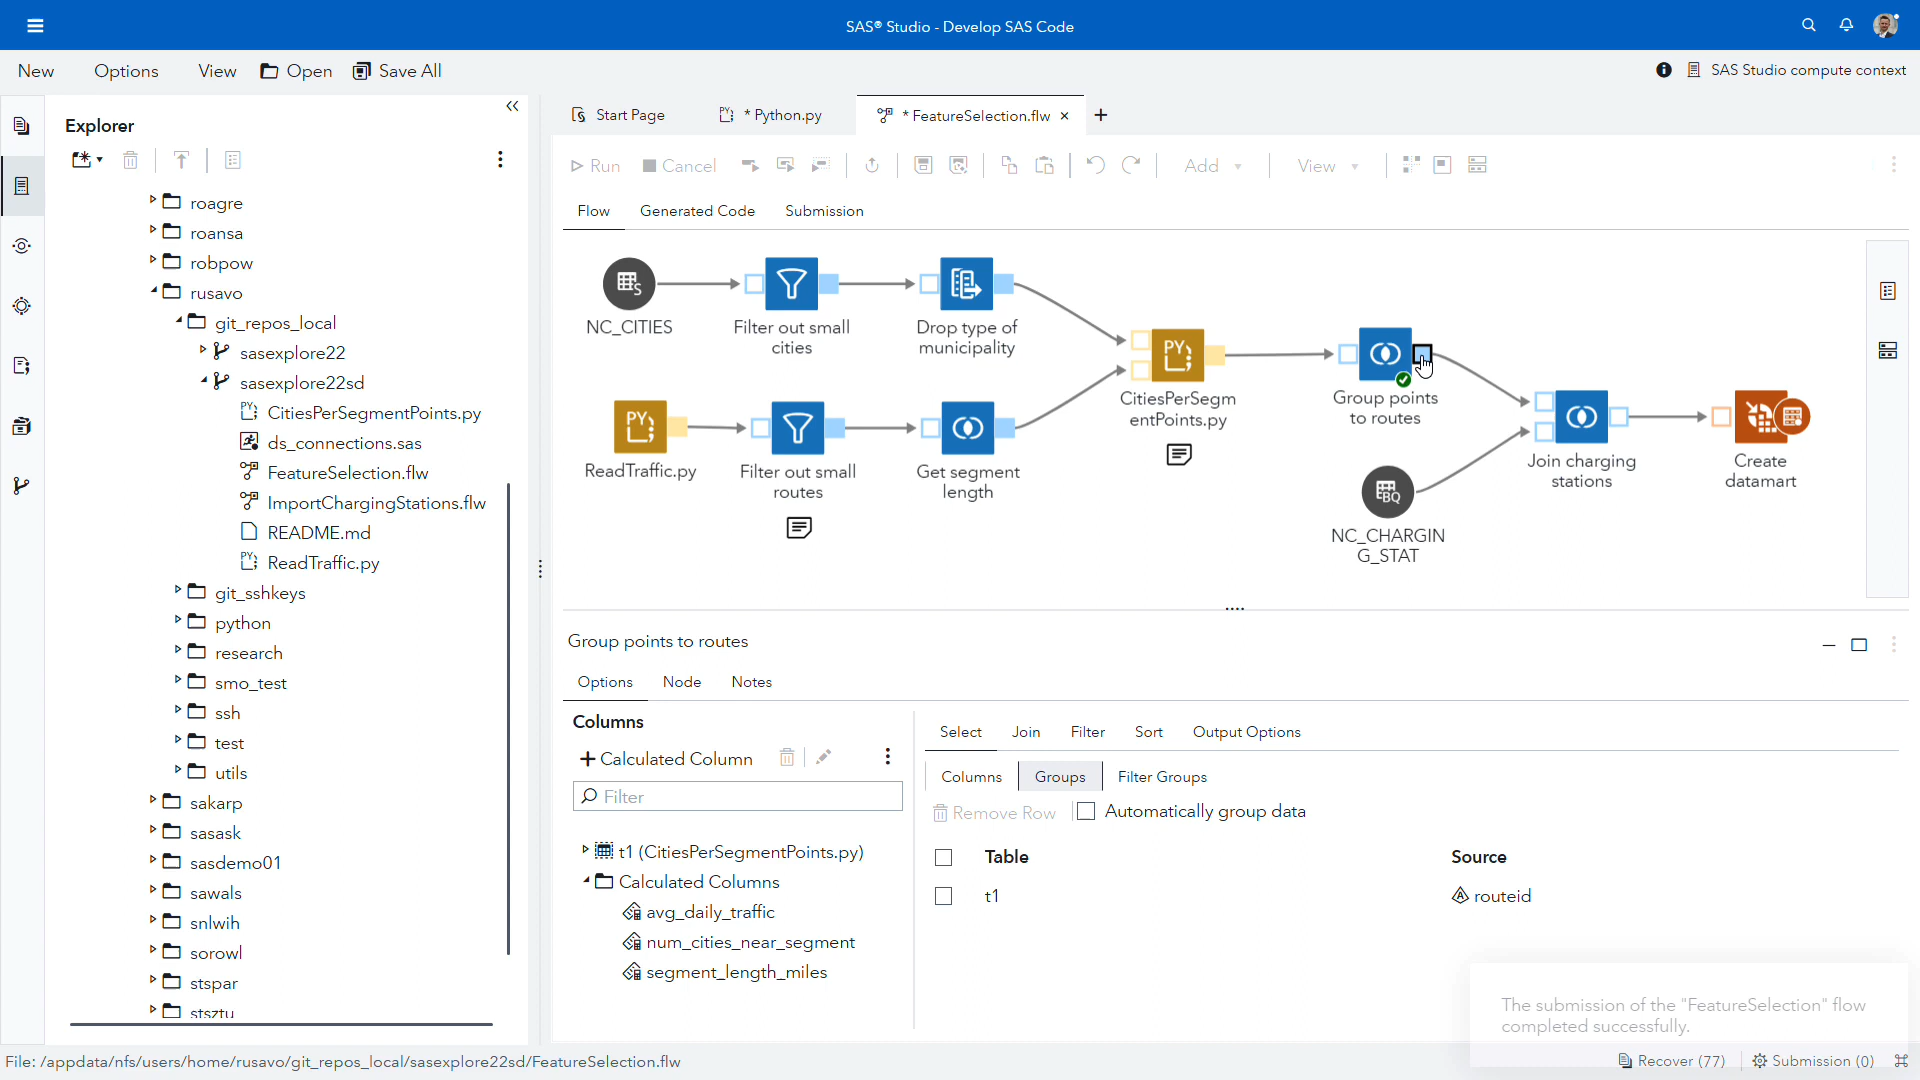 SAS® Studio - Develop SAS Code
New Options View Open Save All
SAS Studio compute context
Explorer
roagre
roansa
robpow
rusavo
git_repos_local
sasexplore22
sasexplore22sd
CitiesPerSegmentPoints.py
ds_connections.sas
FeatureSelection.flw
ImportChargingStations.flw
README.md
ReadTraffic.py
git_sshkeys
python
research
smo_test
ssh
test
utils
sakarp
sasask
sasdemo01
sawals
snlwih
sorowl
stspar
stsztu
Start Page
* Python.py
* FeatureSelection.flw
Run Cancel Add View
Flow Generated Code Submission
NC_CITIES
Filter out small
cities
Drop type of
municipality
ReadTraffic.py
Filter out small
routes
Get segment
length
CitiesPerSegm
entPoints.py
Group points
to routes
NC_CHARGIN
G_STAT
Join charging
stations
Create
datamart
Group points to routes
Options Node Notes
Columns
Calculated Column
Filter
t1 (CitiesPerSegmentPoints.py)
Calculated Columns
avg_daily_traffic
num_cities_near_segment
segment_length_miles
Select Join Filter Sort Output Options
Columns Groups Filter Groups
Remove Row Automatically group data
Table Source
t1 routeid
The submission of the "FeatureSelection" flow
completed successfully.
File: /appdata/nfs/users/home/rusavo/git_repos_local/sasexplore22sd/FeatureSelection.flw
Recover (77) Submission (0)